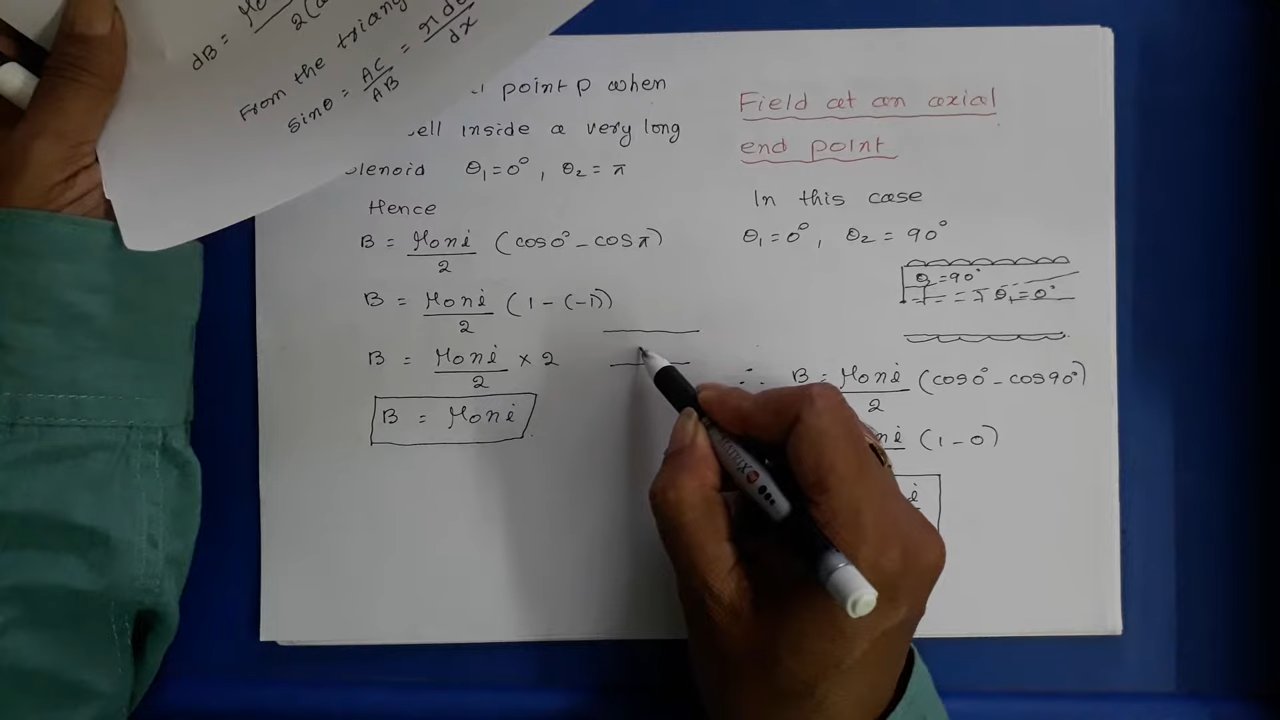 dB = μ₀
2(a
From the triang
sinθ = AC/AB = r dθ/dx
point P when
ell inside a very long
lenoid θ₁=0°, θ₂ = π
Hence
B = μ₀ni/2 (cos0° - cosπ)
B = μ₀ni/2 (1-(-1))
B = μ₀ni/2 × 2
B = μ₀ni
Field at an axial
end point
In this case
θ₁=0°, θ₂ = 90°
θ₂=90°
θ₁=0°
∴ B = μ₀ni/2 (cos0° - cos90°)
ni (1-0)
i
MATRIX